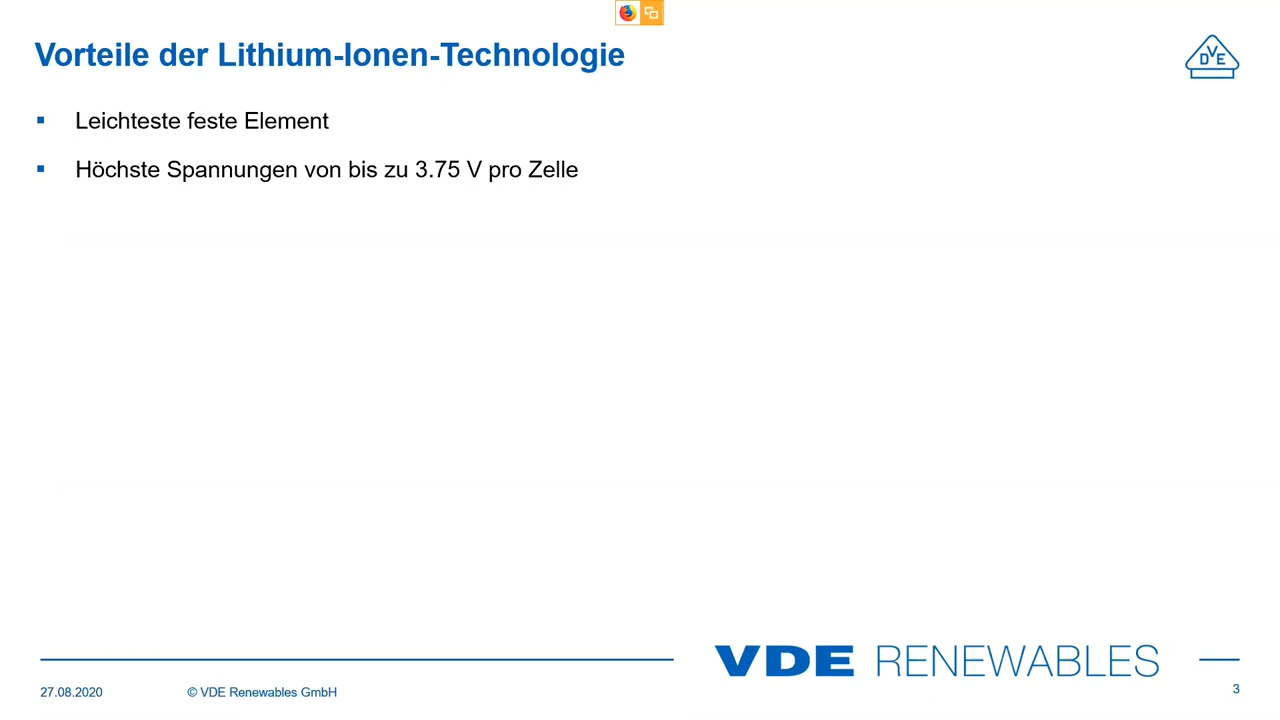 Vorteile der Lithium-Ionen-Technologie
DVE
▪ Leichteste feste Element
▪ Höchste Spannungen von bis zu 3.75 V pro Zelle
VDE RENEWABLES
27.08.2020
© VDE Renewables GmbH
3